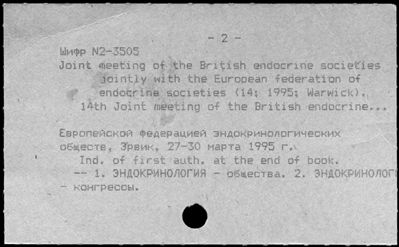 - 2 -
Шифр N2-3505
Joint meeting of the British endocrine societies
jointly with the European federation of
endocrine societies (14; 1995; Warwick).
14th Joint meeting of the British endocrine...
Европейской федерацией эндокринологических
обществ, Эрвик, 27-30 марта 1995 г.
Ind. of first auth. at the end of book.
-- 1. ЭНДОКРИНОЛОГИЯ - общества. 2. ЭНДОКРИНОЛОГ
- конгрессы.